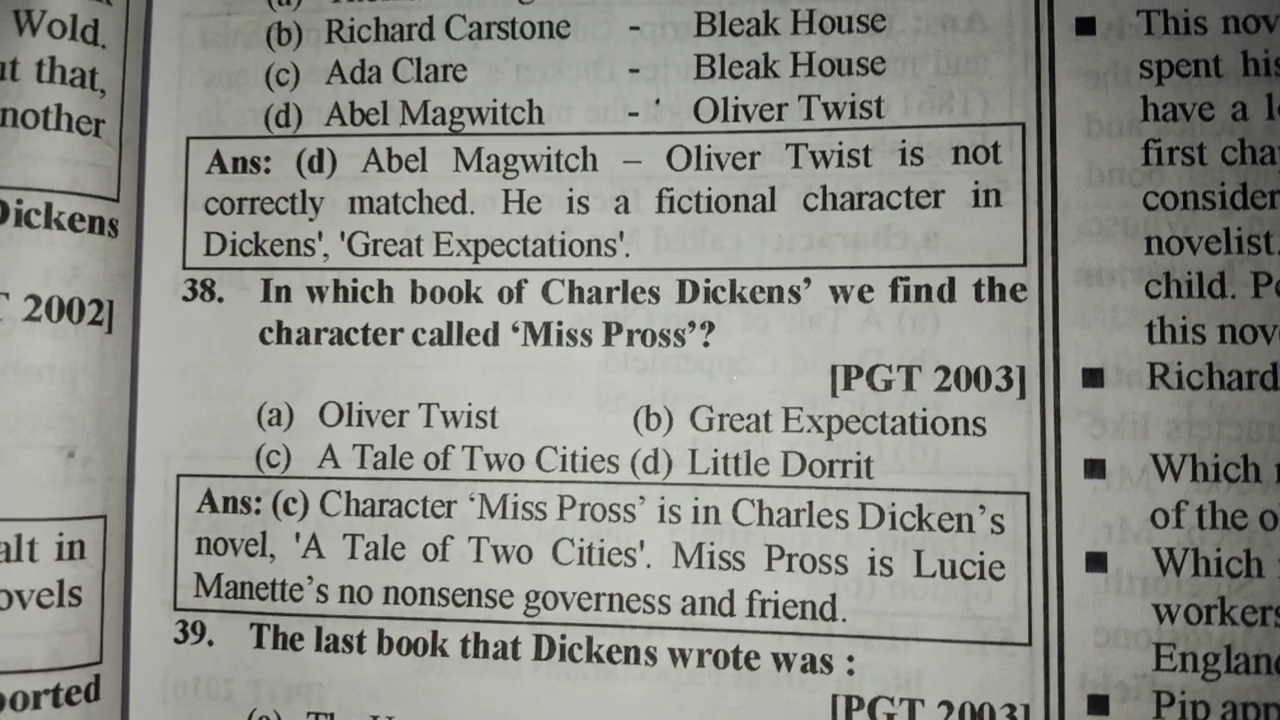 Wold.
that,
nother
Dickens
2002]
alt in
ovels
ported
(b) Richard Carstone - Bleak House
(c) Ada Clare - Bleak House
(d) Abel Magwitch - Oliver Twist
Ans: (d) Abel Magwitch – Oliver Twist is not
correctly matched. He is a fictional character in
Dickens', 'Great Expectations'.
38. In which book of Charles Dickens’ we find the
character called ‘Miss Pross’?
[PGT 2003]
(a) Oliver Twist (b) Great Expectations
(c) A Tale of Two Cities (d) Little Dorrit
Ans: (c) Character ‘Miss Pross’ is in Charles Dicken’s
novel, 'A Tale of Two Cities'. Miss Pross is Lucie
Manette’s no nonsense governess and friend.
39. The last book that Dickens wrote was :
[PGT 2003]
■ This nov
spent his
have a
first cha
consider
novelist.
child.
this nov
■ Richard
■ Which
of the o
■ Which
workers
England
■ Pip